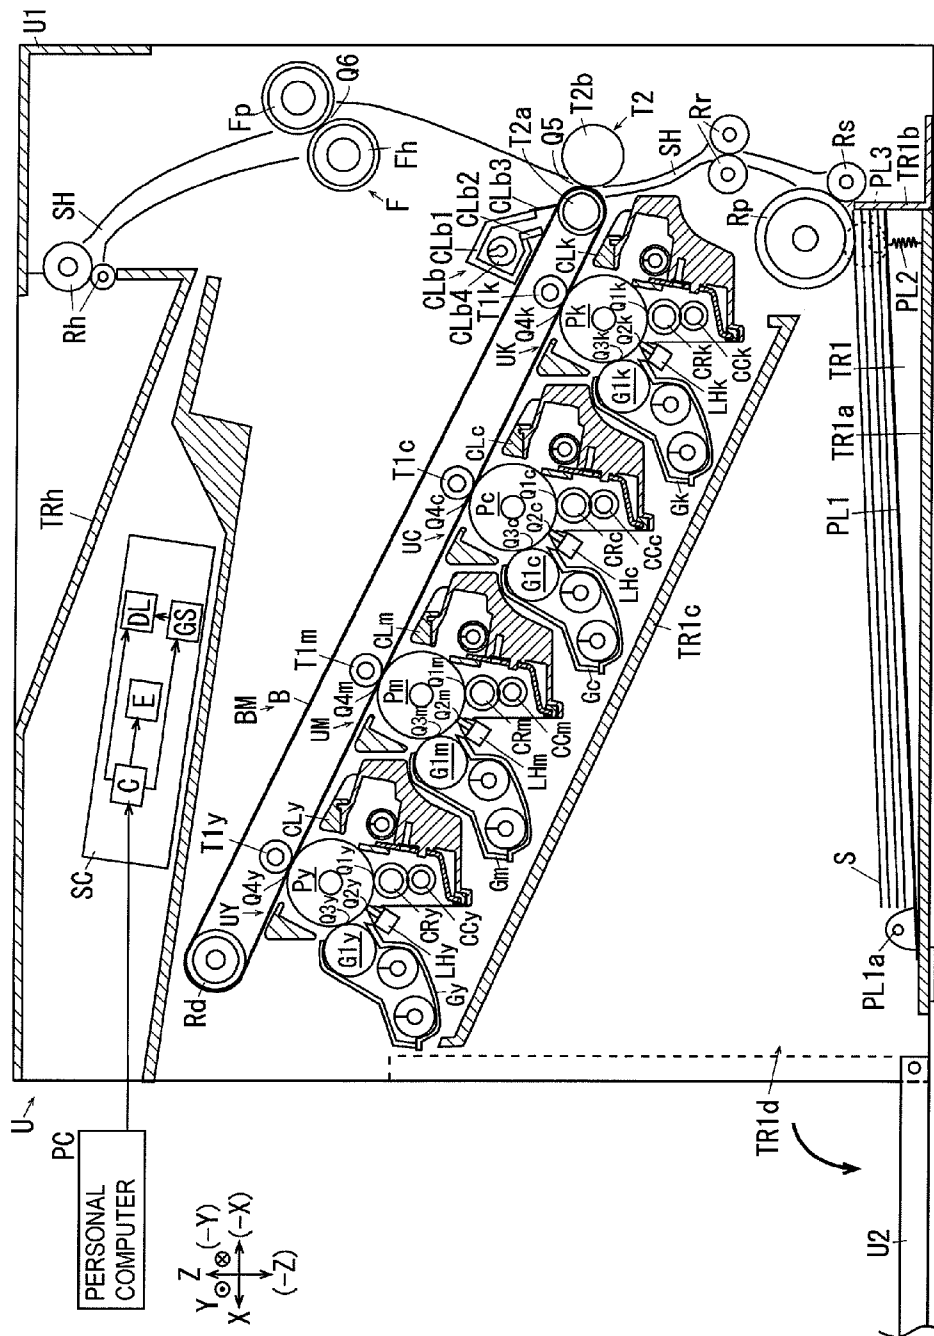 U1
Fp
Q6
Fh
F
SH
Rh
T2a
Q5
T2b
T2
SH
Rr
Rs
Rp
PL3
TR1b
CLb
CLb1
CLb2
CLb3
CLb4
T1k
CLk
Q4k
UK
Pk
Q1k
Q2k
Q3k
G1k
CRk
CCk
LHk
Gk
PL2
TR1
TR1a
PL1
TRh
T1c
CLc
Q4c
UC
Pc
Q1c
Q2c
Q3c
G1c
CRc
CCc
LHc
Gc
TR1c
DL
GS
E
C
SC
BM
B
T1m
CLm
Q4m
UM
Pm
Q1m
Q2m
Q3m
G1m
CRm
CCm
LHm
Gm
T1y
CLy
Q4y
UY
Py
Q1y
Q2y
Q3y
G1y
CRy
CCy
LHy
Gy
Rd
S
PL1a
U
PC
PERSONAL
COMPUTER
TR1d
U2
Z
Y
(-Y)
X
(-X)
(-Z)